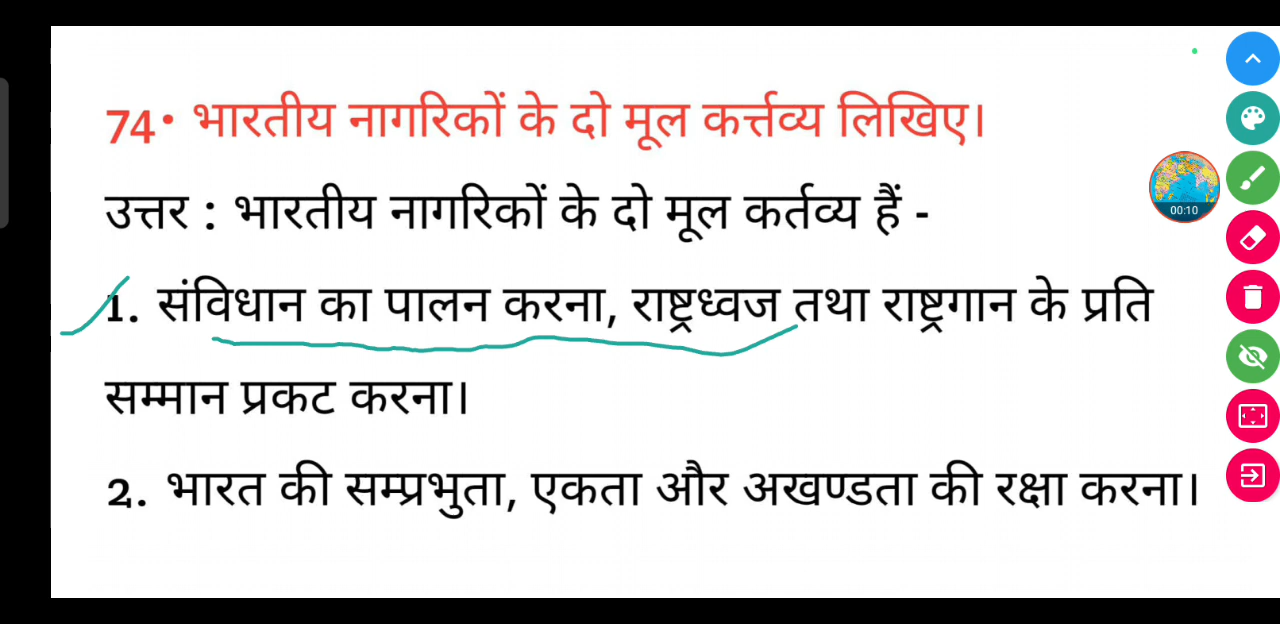 74• भारतीय नागरिकों के दो मूल कर्त्तव्य लिखिए।
उत्तर : भारतीय नागरिकों के दो मूल कर्तव्य हैं -
1. संविधान का पालन करना, राष्ट्रध्वज तथा राष्ट्रगान के प्रति
सम्मान प्रकट करना।
2. भारत की सम्प्रभुता, एकता और अखण्डता की रक्षा करना।
00:10